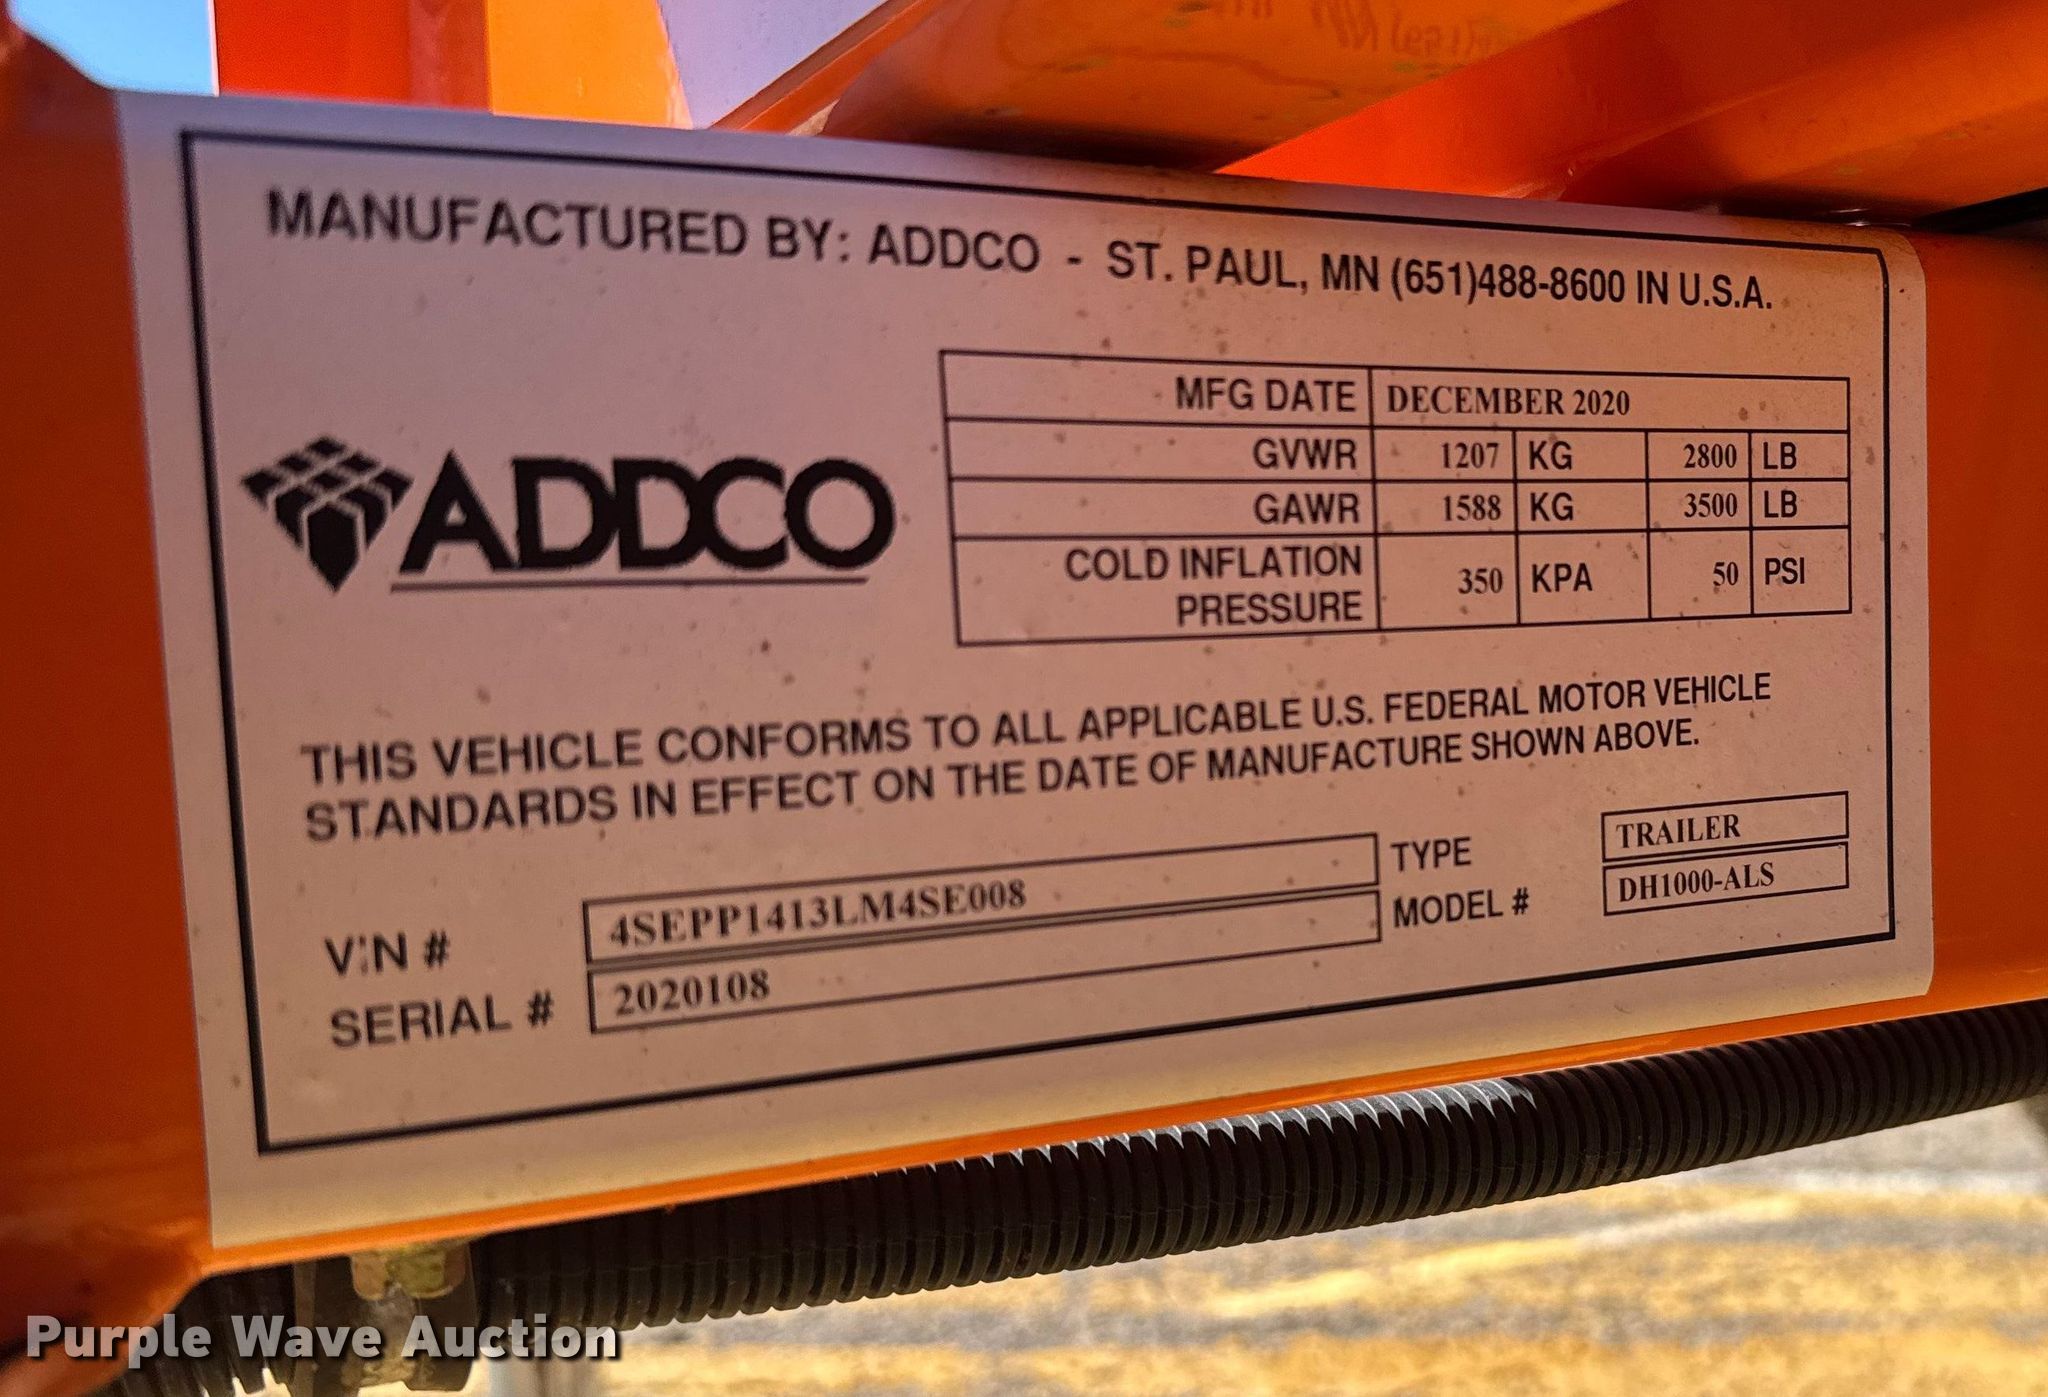 MANUFACTURED BY: ADDCO - ST. PAUL, MN (651)488-8600 IN U.S.A.
ADDCO
MFG DATE DECEMBER 2020
GVWR 1207 KG 2800 LB
GAWR 1588 KG 3500 LB
COLD INFLATION
PRESSURE 350 KPA 50 PSI
THIS VEHICLE CONFORMS TO ALL APPLICABLE U.S. FEDERAL MOTOR VEHICLE
STANDARDS IN EFFECT ON THE DATE OF MANUFACTURE SHOWN ABOVE.
VIN # 4SEPP1413LM4SE008 TYPE TRAILER
SERIAL # 2020108 MODEL # DH1000-ALS
Purple Wave Auction